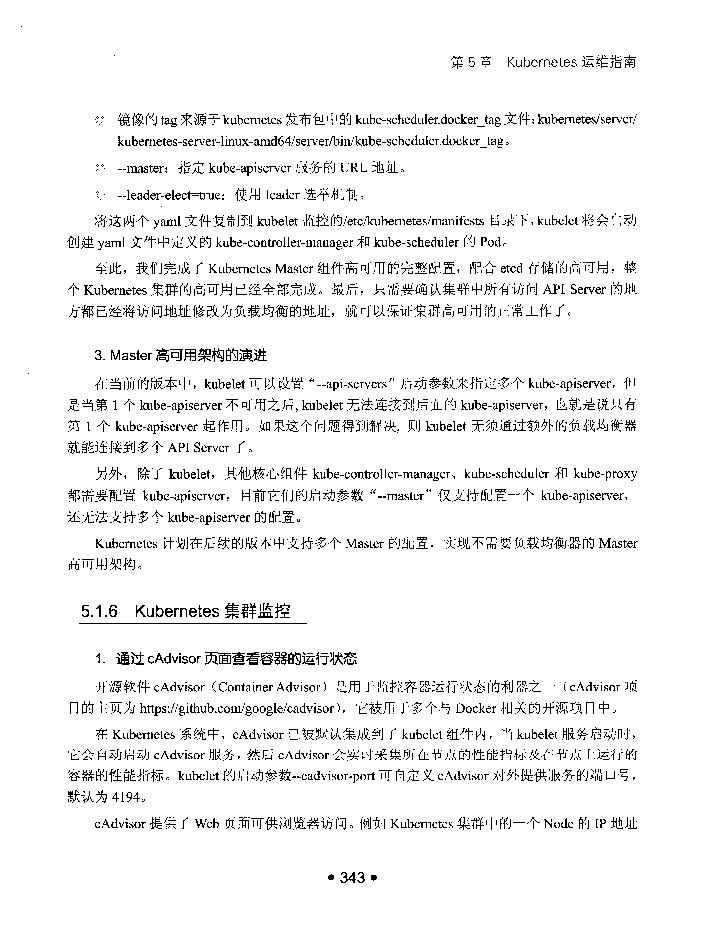 第 5 章 Kubernetes 运维指南
镜像的 tag 来源于 kubernetes 发布包中的 kube-scheduler.docker_tag 文件：kubernetes/server/
kubernetes-server-linux-amd64/server/bin/kube-scheduler.docker_tag。
--master：指定 kube-apiserver 服务的 URL 地址。
--leader-elect=true：使用 leader 选举机制。
将这两个 yaml 文件复制到 kubelet 监控的/etc/kubernetes/manifests 目录下，kubelet 将会自动
创建 yaml 文件中定义的 kube-controller-manager 和 kube-scheduler 的 Pod。
至此，我们完成了 Kubernetes Master 组件高可用的完整配置，配合 etcd 存储的高可用，整
个 Kubernetes 集群的高可用已经全部完成。最后，只需要确认集群中所有访问 API Server 的地
方都已经将访问地址修改为负载均衡的地址，就可以保证集群高可用的正常工作了。
3. Master 高可用架构的演进
在当前的版本中，kubelet 可以设置“--api-servers”启动参数来指定多个 kube-apiserver，但
是当第 1 个 kube-apiserver 不可用之后，kubelet 无法连接到后面的 kube-apiserver，也就是说只有
第 1 个 kube-apiserver 起作用。如果这个问题得到解决，则 kubelet 无须通过额外的负载均衡器
就能连接到多个 API Server 了。
另外，除了 kubelet，其他核心组件 kube-controller-manager、kube-scheduler 和 kube-proxy
都需要配置 kube-apiserver，目前它们的启动参数“--master”仅支持配置一个 kube-apiserver，
还无法支持多个 kube-apiserver 的配置。
Kubernetes 计划在后续的版本中支持多个 Master 的配置，实现不需要负载均衡器的 Master
高可用架构。
5.1.6 Kubernetes 集群监控
1. 通过 cAdvisor 页面查看容器的运行状态
开源软件 cAdvisor（Container Advisor）是用于监控容器运行状态的利器之一（cAdvisor 项
目的主页为 https://github.com/google/cadvisor），它被用于多个与 Docker 相关的开源项目中。
在 Kubernetes 系统中，cAdvisor 已被默认集成到了 kubelet 组件内，当 kubelet 服务启动时，
它会自动启动 cAdvisor 服务，然后 cAdvisor 会实时采集所在节点的性能指标及在节点上运行的
容器的性能指标。kubelet 的启动参数--cadvisor-port 可自定义 cAdvisor 对外提供服务的端口号，
默认为 4194。
cAdvisor 提供了 Web 页面可供浏览器访问。例如 Kubernetes 集群中的一个 Node 的 IP 地址
• 343 •